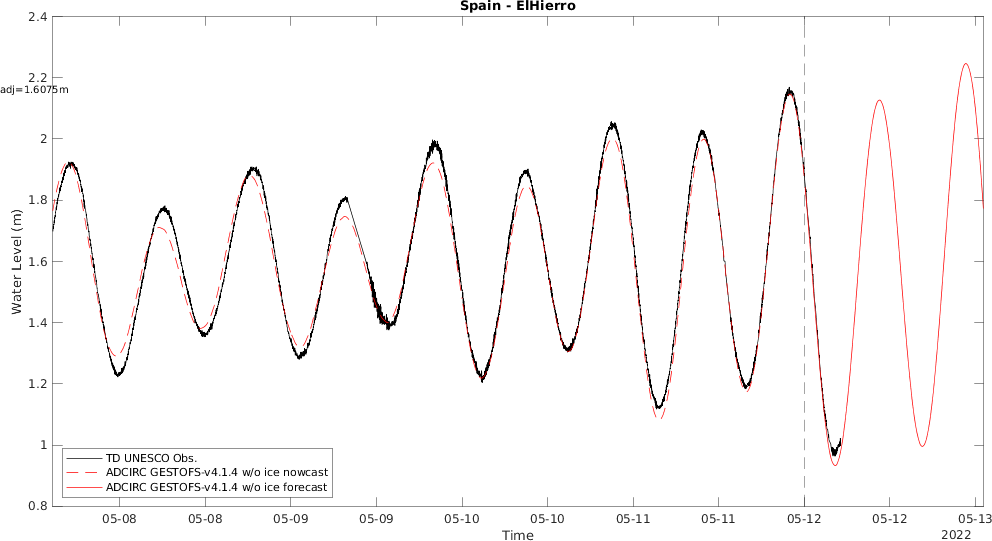 Spain - ElHierro
2.4
2.2
adj=1.6075m
2
1.8
1.6
1.4
1.2
1
0.8
Water Level (m)
TD UNESCO Obs.
ADCIRC GESTOFS-v4.1.4 w/o ice nowcast
ADCIRC GESTOFS-v4.1.4 w/o ice forecast
05-08 05-08 05-09 05-09 05-10 05-10 05-11 05-11 05-12 05-12 05-13
Time
2022